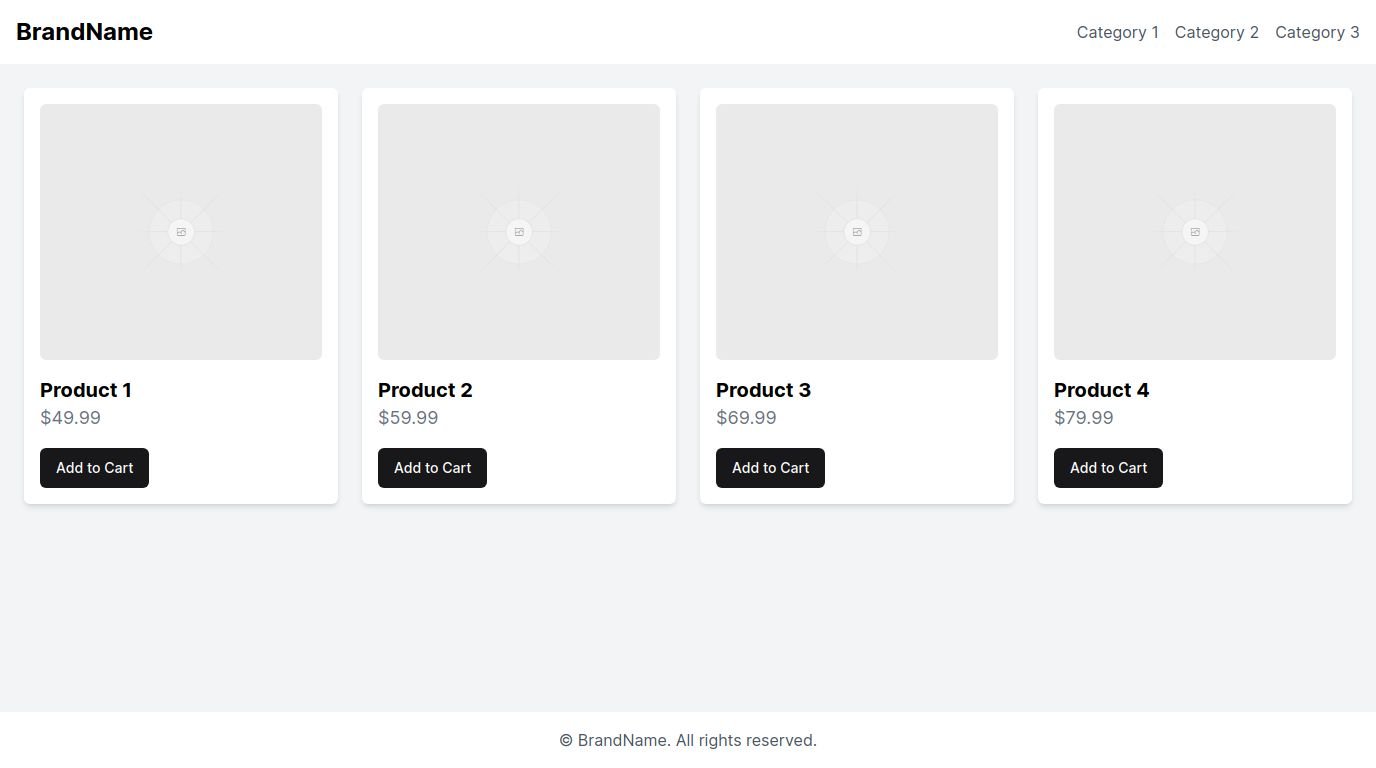 BrandName
Category 1 Category 2 Category 3
Product 1
$49.99
Add to Cart
Product 2
$59.99
Add to Cart
Product 3
$69.99
Add to Cart
Product 4
$79.99
Add to Cart
© BrandName. All rights reserved.